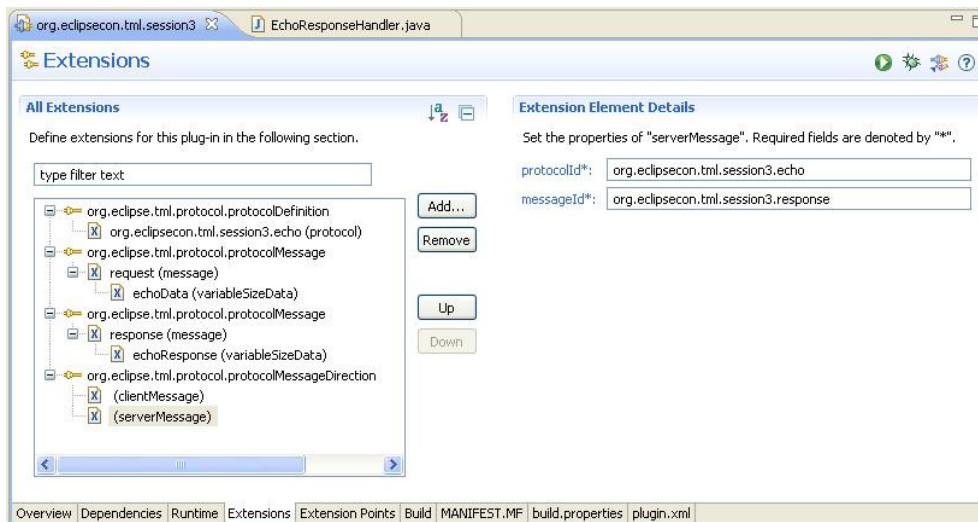 org.eclipsecon.tml.session3
EchoResponseHandler.java
Extensions
All Extensions
Define extensions for this plug-in in the following section.
type filter text
org.eclipse.tml.protocol.protocolDefinition
org.eclipsecon.tml.session3.echo (protocol)
org.eclipse.tml.protocol.protocolMessage
request (message)
echoData (variableSizeData)
org.eclipse.tml.protocol.protocolMessage
response (message)
echoResponse (variableSizeData)
org.eclipse.tml.protocol.protocolMessageDirection
(clientMessage)
(serverMessage)
Add...
Remove
Up
Down
Extension Element Details
Set the properties of "serverMessage". Required fields are denoted by "*".
protocolId*: org.eclipsecon.tml.session3.echo
messageId*: org.eclipsecon.tml.session3.response
Overview Dependencies Runtime Extensions Extension Points Build MANIFEST.MF build.properties plugin.xml